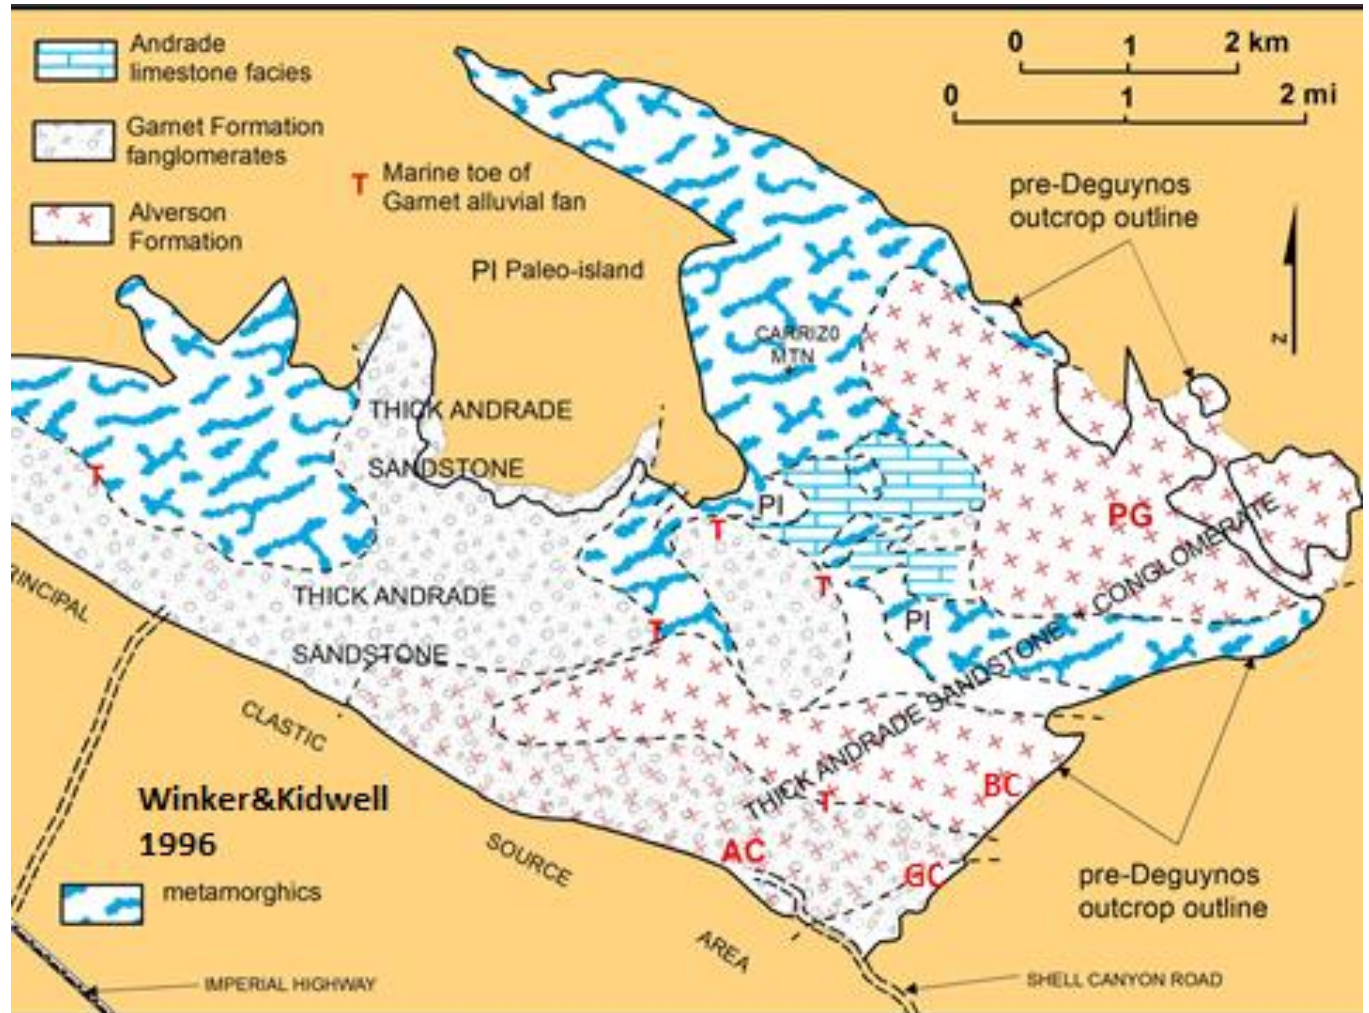 Andrade
limestone facies
Garnet Formation
fanglomerates
Alverson
Formation
T Marine toe of
Garnet alluvial fan
PI Paleo-island
0 1 2 km
0 1 2 mi
pre-Deguynos
outcrop outline
z
CARRIZO
MTN
THICK ANDRADE
SANDSTONE
T
PI
T
PG
T
THICK ANDRADE
SANDSTONE
T
PI
THICK ANDRADE SANDSTONE + CONGLOMERATE
RINCIPAL
CLASTIC
SOURCE
AREA
BC
T
AC
GC
Winker&Kidwell
1996
metamorghics
pre-Deguynos
outcrop outline
IMPERIAL HIGHWAY
SHELL CANYON ROAD